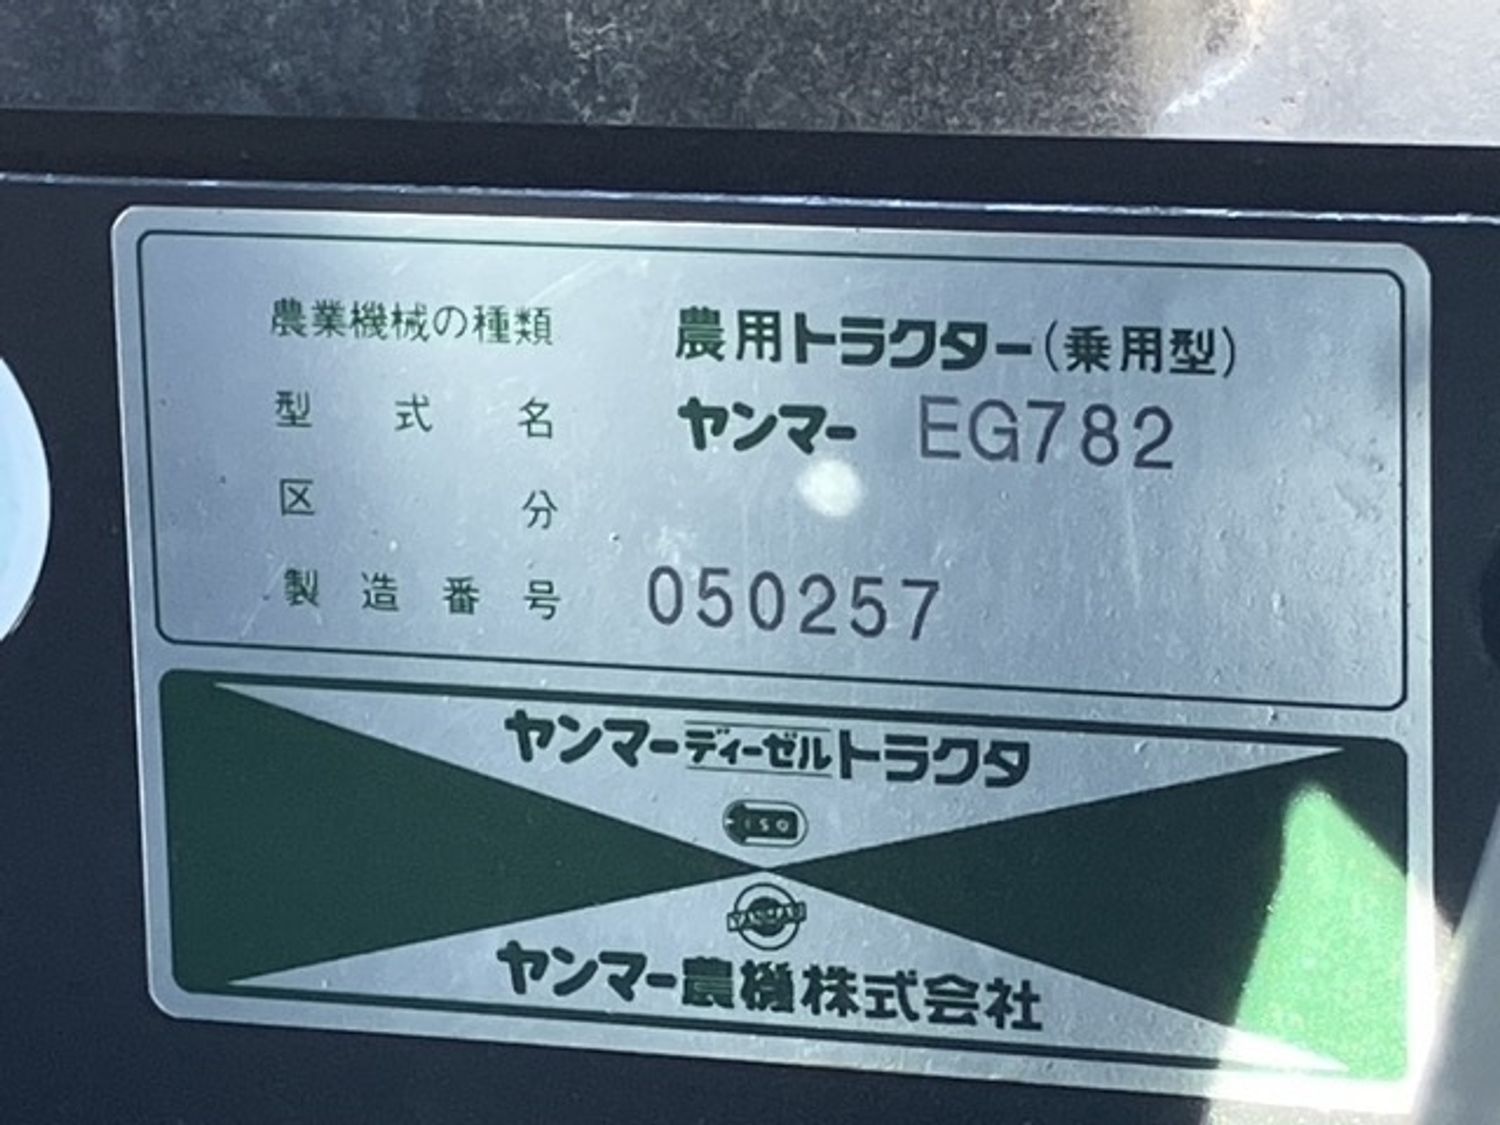 農業機械の種類 農用トラクター(乗用型)
型式名 ヤンマー EG782
区分
製造番号 050257
ヤンマーディーゼルトラクタ
ISO
YANMAR
ヤンマー農機株式会社